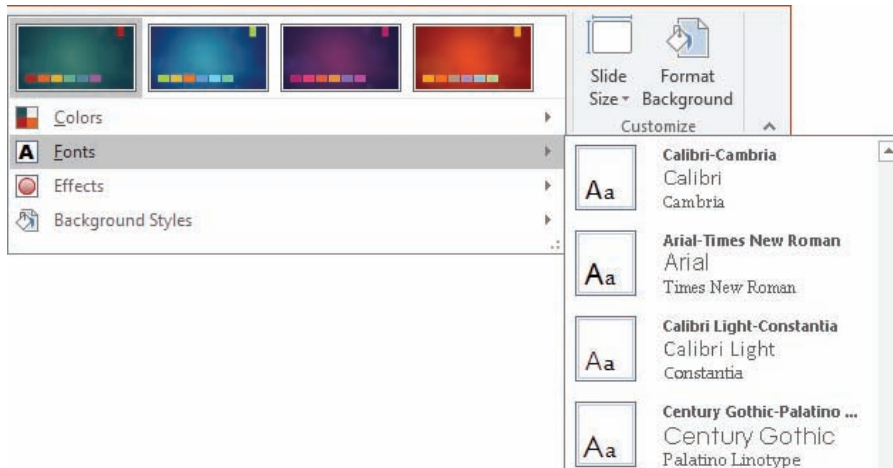 Slide
Size
Format
Background
Customize
Colors
A Fonts
Effects
Background Styles
Aa
Calibri-Cambria
Calibri
Cambria
Aa
Arial-Times New Roman
Arial
Times New Roman
Aa
Calibri Light-Constantia
Calibri Light
Constantia
Aa
Century Gothic-Palatino ...
Century Gothic
Palatino Linotype